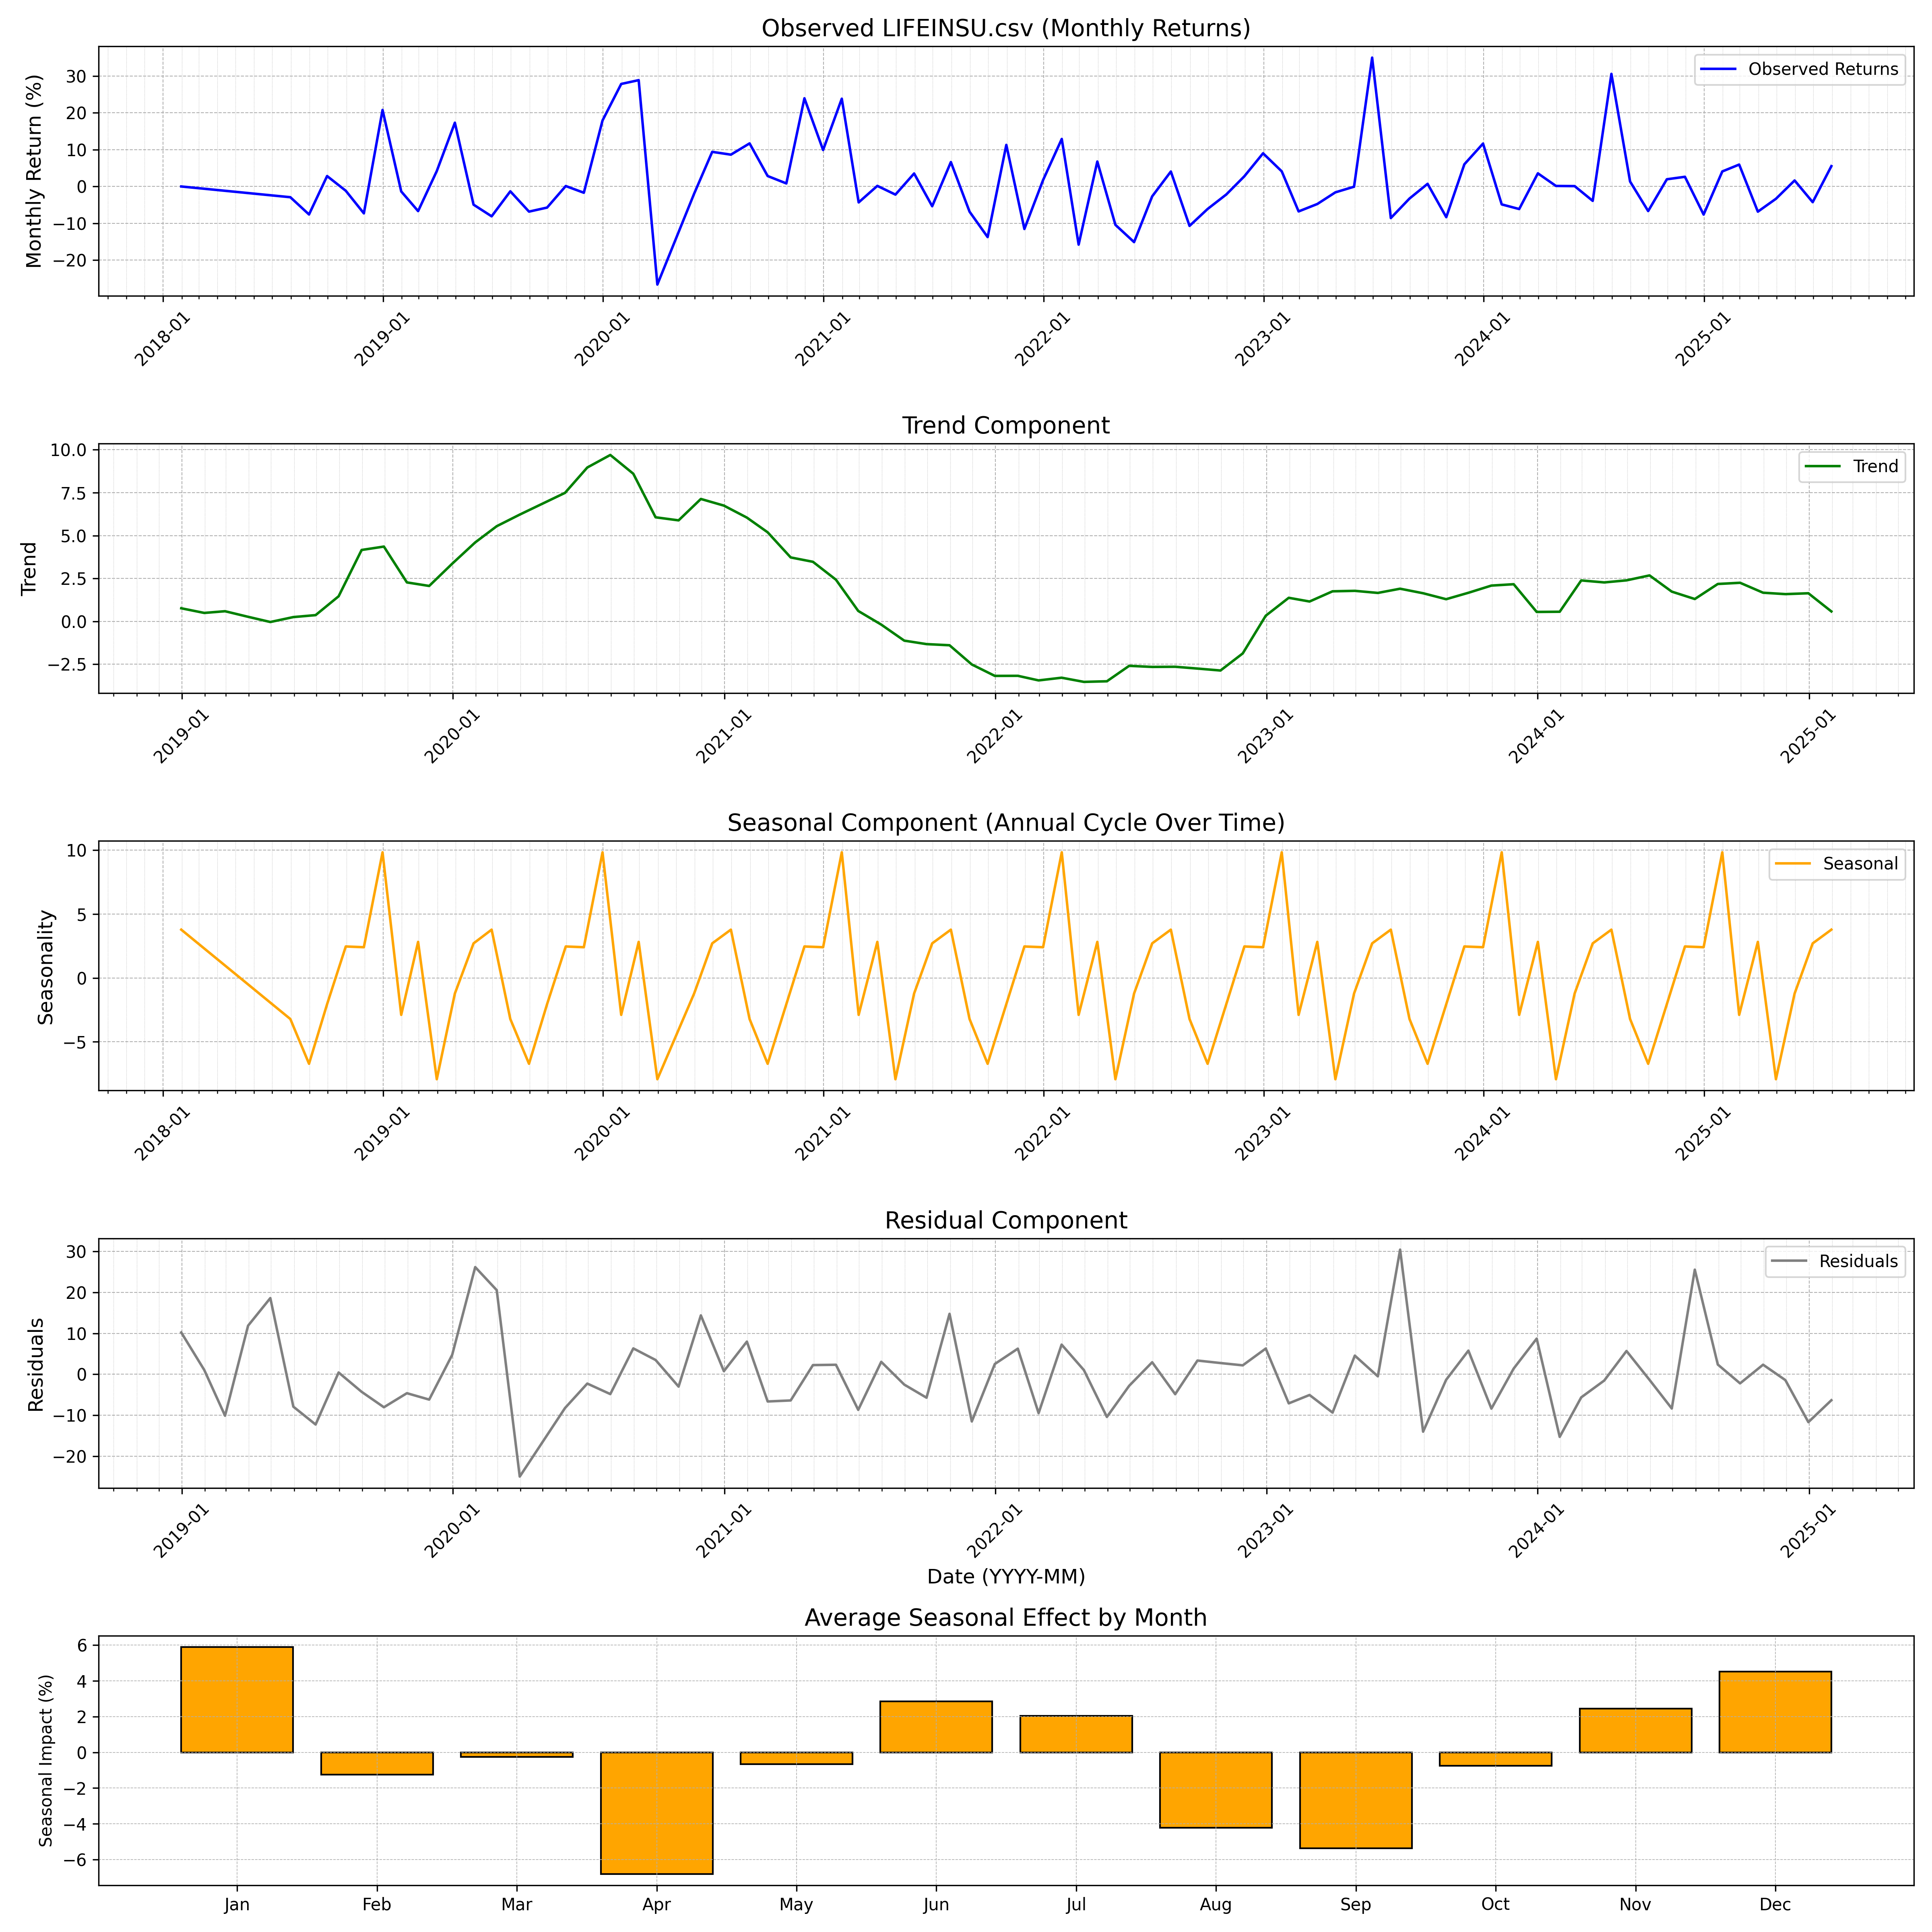 Observed LIFEINSU.csv (Monthly Returns)
Monthly Return (%)
30
20
10
0
−10
−20
Observed Returns
2018-01
2019-01
2020-01
2021-01
2022-01
2023-01
2024-01
2025-01
Trend Component
Trend
10.0
7.5
5.0
2.5
0.0
−2.5
Trend
2019-01
2020-01
2021-01
2022-01
2023-01
2024-01
2025-01
Seasonal Component (Annual Cycle Over Time)
Seasonality
10
5
0
−5
Seasonal
2018-01
2019-01
2020-01
2021-01
2022-01
2023-01
2024-01
2025-01
Residual Component
Residuals
30
20
10
0
−10
−20
Residuals
2019-01
2020-01
2021-01
2022-01
2023-01
2024-01
2025-01
Date (YYYY-MM)
Average Seasonal Effect by Month
Seasonal Impact (%)
6
4
2
0
−2
−4
−6
Jan
Feb
Mar
Apr
May
Jun
Jul
Aug
Sep
Oct
Nov
Dec